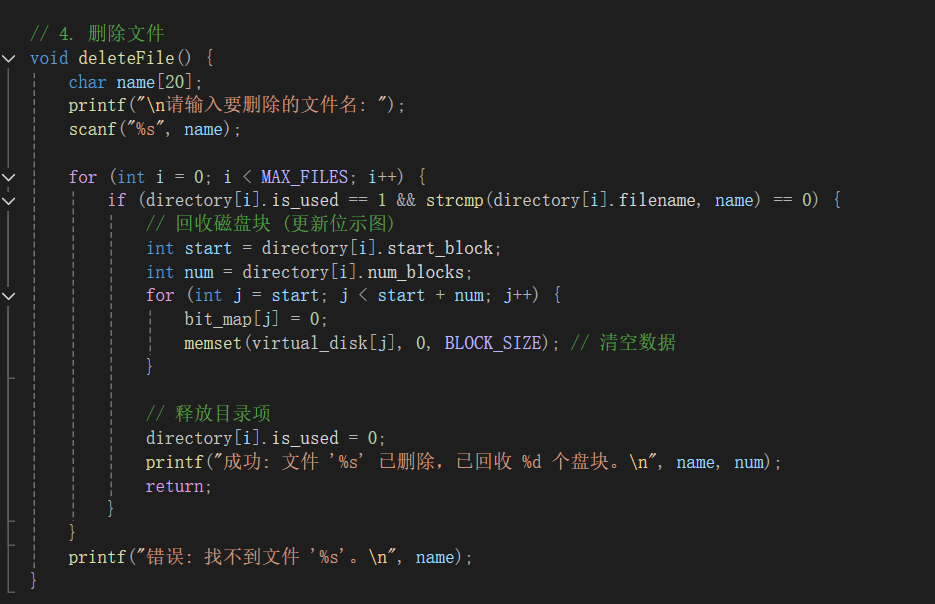 // 4. 删除文件
void deleteFile() {
    char name[20];
    printf("\n请输入要删除的文件名: ");
    scanf("%s", name);
    for (int i = 0; i < MAX_FILES; i++) {
        if (directory[i].is_used == 1 && strcmp(directory[i].filename, name) == 0) {
            // 回收磁盘块 (更新位示图)
            int start = directory[i].start_block;
            int num = directory[i].num_blocks;
            for (int j = start; j < start + num; j++) {
                bit_map[j] = 0;
                memset(virtual_disk[j], 0, BLOCK_SIZE); // 清空数据
            }
            // 释放目录项
            directory[i].is_used = 0;
            printf("成功: 文件 '%s' 已删除，已回收 %d 个盘块。\n", name, num);
            return;
        }
    }
    printf("错误: 找不到文件 '%s'。\n", name);
}